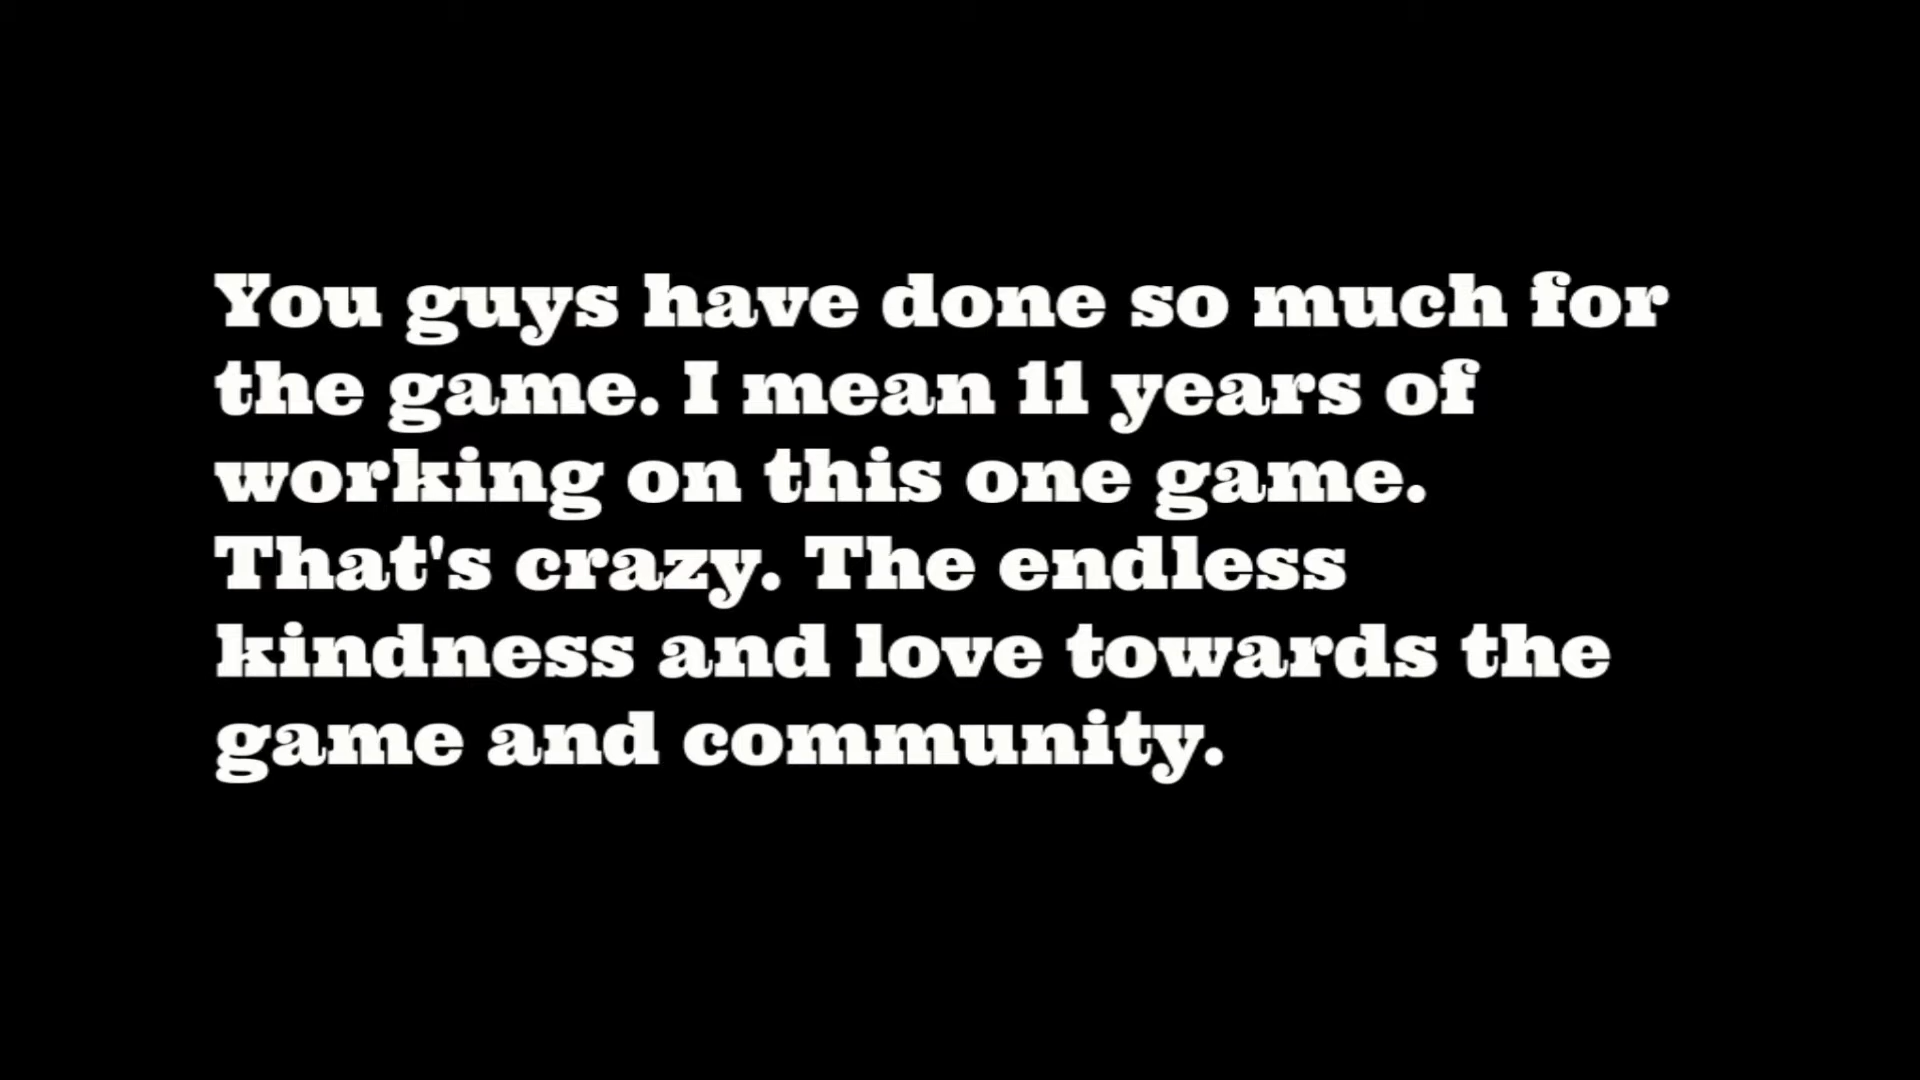 You guys have done so much for
the game. I mean 11 years of
working on this one game.
That's crazy. The endless
kindness and love towards the
game and community.